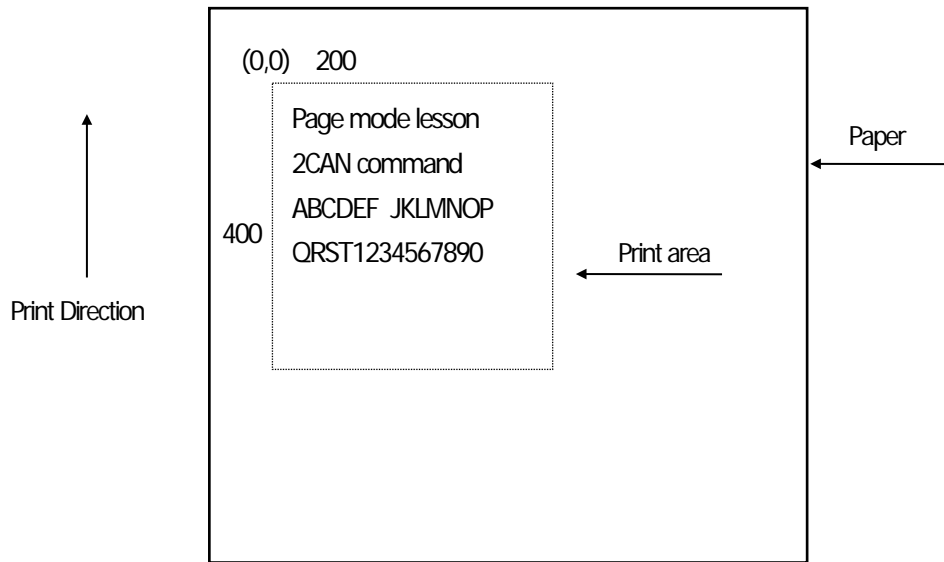 (0,0) 200
Page mode lesson
2CAN command
ABCDEF JKLMNOP
QRST1234567890
400
Print Direction
Print area
Paper